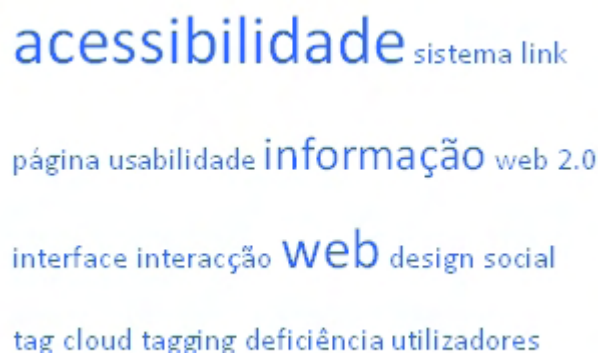 acessibilidade sistema link
página usabilidade informação web 2.0
interface interacção web design social
tag cloud tagging deficiência utilizadores